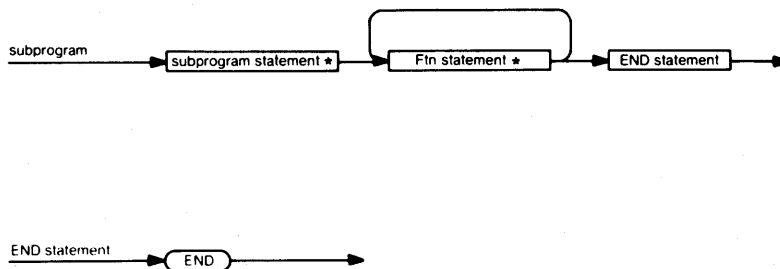 subprogram
subprogram statement *
Ftn statement *
END statement
END statement
END